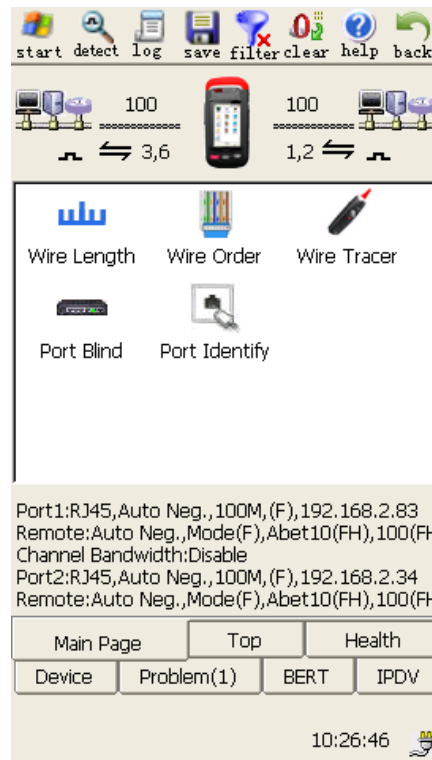 start detect log save filter clear help back
100 100
3,6 1,2
Wire Length Wire Order Wire Tracer
Port Blind Port Identify
Port1:RJ45,Auto Neg.,100M,(F),192.168.2.83
Remote:Auto Neg.,Mode(F),Abet10(FH),100(FH
Channel Bandwidth:Disable
Port2:RJ45,Auto Neg.,100M,(F),192.168.2.34
Remote:Auto Neg.,Mode(F),Abet10(FH),100(FH
Main Page Top Health
Device Problem(1) BERT IPDV
10:26:46